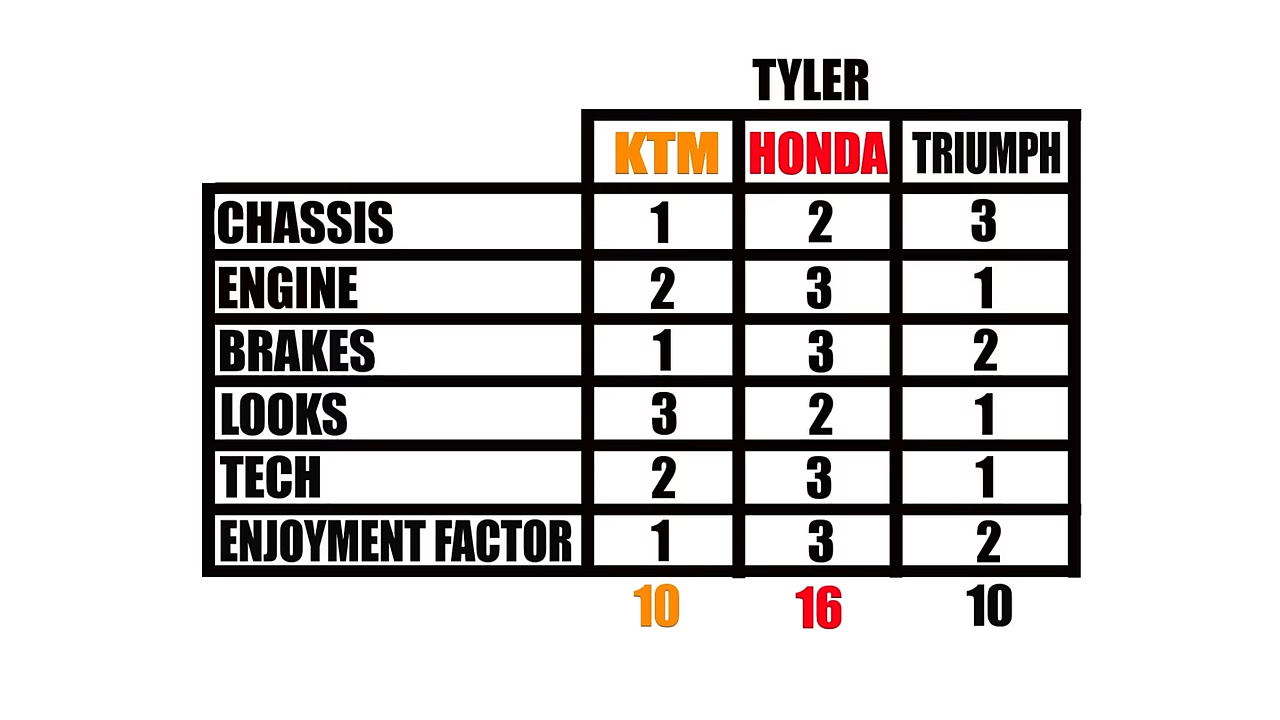 TYLER
KTM HONDA TRIUMPH
CHASSIS 1 2 3
ENGINE 2 3 1
BRAKES 1 3 2
LOOKS 3 2 1
TECH 2 3 1
ENJOYMENT FACTOR 1 3 2
10 16 10